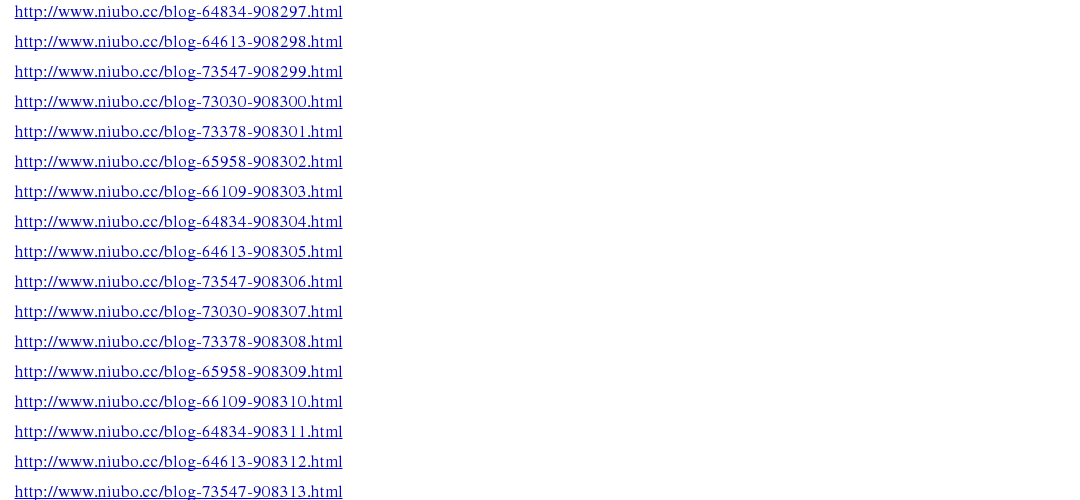 http://www.niubo.cc/blog-64834-908297.html
http://www.niubo.cc/blog-64613-908298.html
http://www.niubo.cc/blog-73547-908299.html
http://www.niubo.cc/blog-73030-908300.html
http://www.niubo.cc/blog-73378-908301.html
http://www.niubo.cc/blog-65958-908302.html
http://www.niubo.cc/blog-66109-908303.html
http://www.niubo.cc/blog-64834-908304.html
http://www.niubo.cc/blog-64613-908305.html
http://www.niubo.cc/blog-73547-908306.html
http://www.niubo.cc/blog-73030-908307.html
http://www.niubo.cc/blog-73378-908308.html
http://www.niubo.cc/blog-65958-908309.html
http://www.niubo.cc/blog-66109-908310.html
http://www.niubo.cc/blog-64834-908311.html
http://www.niubo.cc/blog-64613-908312.html
http://www.niubo.cc/blog-73547-908313.html